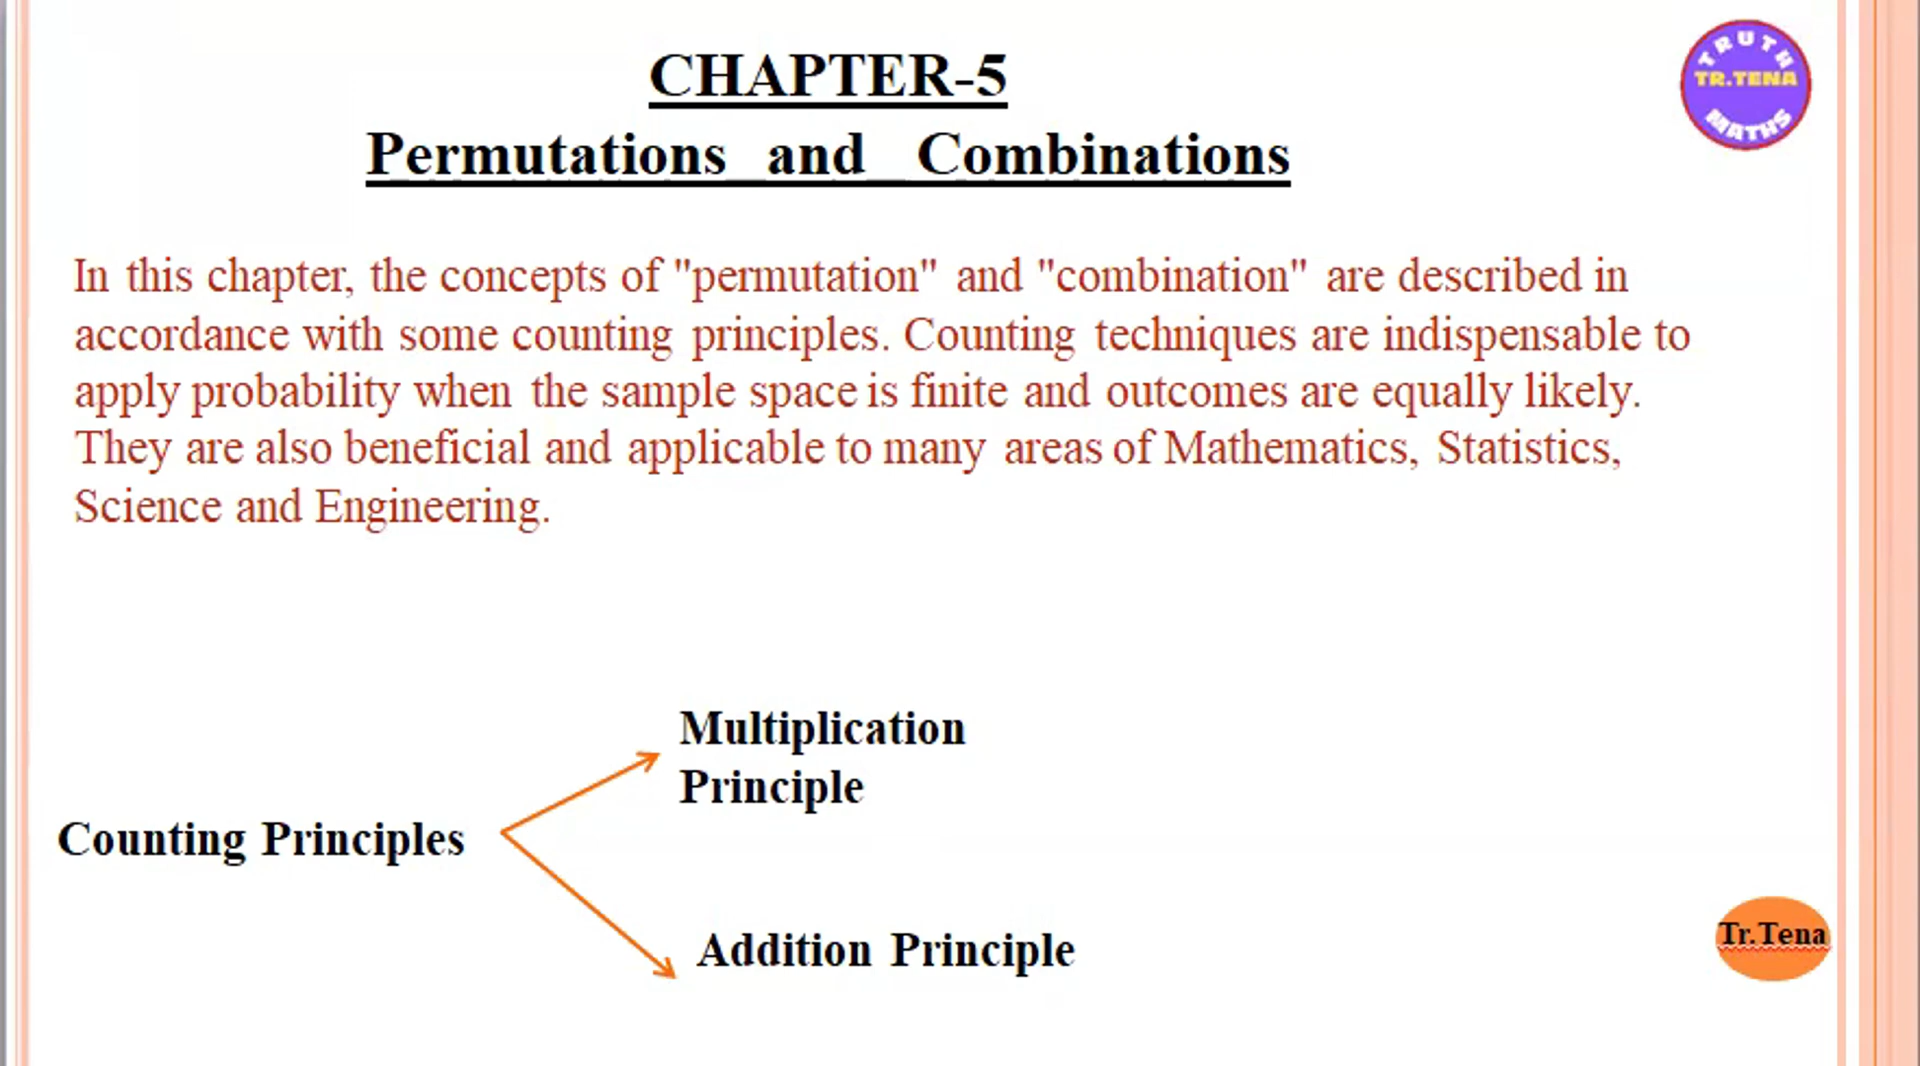 CHAPTER-5
Permutations and Combinations
TRUTH
TR.TENA
MATHS
In this chapter, the concepts of "permutation" and "combination" are described in
accordance with some counting principles. Counting techniques are indispensable to
apply probability when the sample space is finite and outcomes are equally likely.
They are also beneficial and applicable to many areas of Mathematics, Statistics,
Science and Engineering.
Multiplication
Principle
Counting Principles
Addition Principle
Tr.Tena